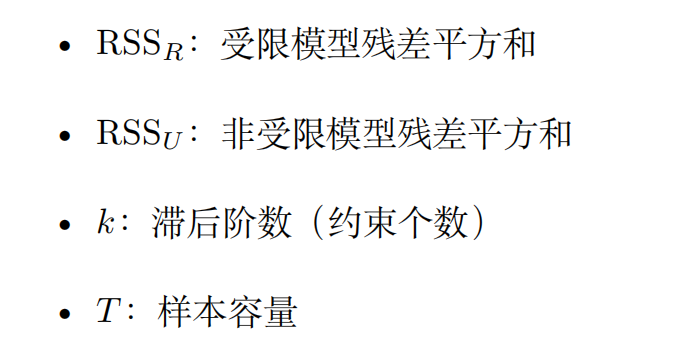 • RSS_R：受限模型残差平方和
• RSS_U：非受限模型残差平方和
• k：滞后阶数（约束个数）
• T：样本容量